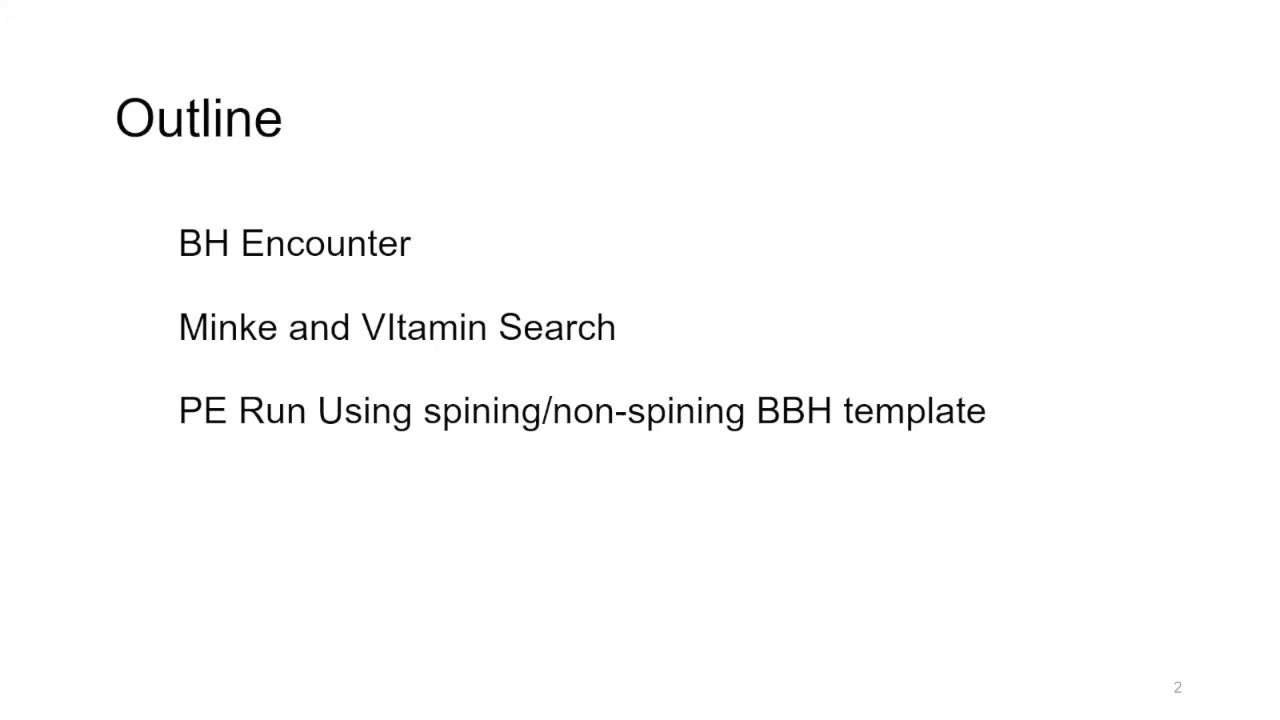 Outline
BH Encounter
Minke and VItamin Search
PE Run Using spining/non-spining BBH template
2